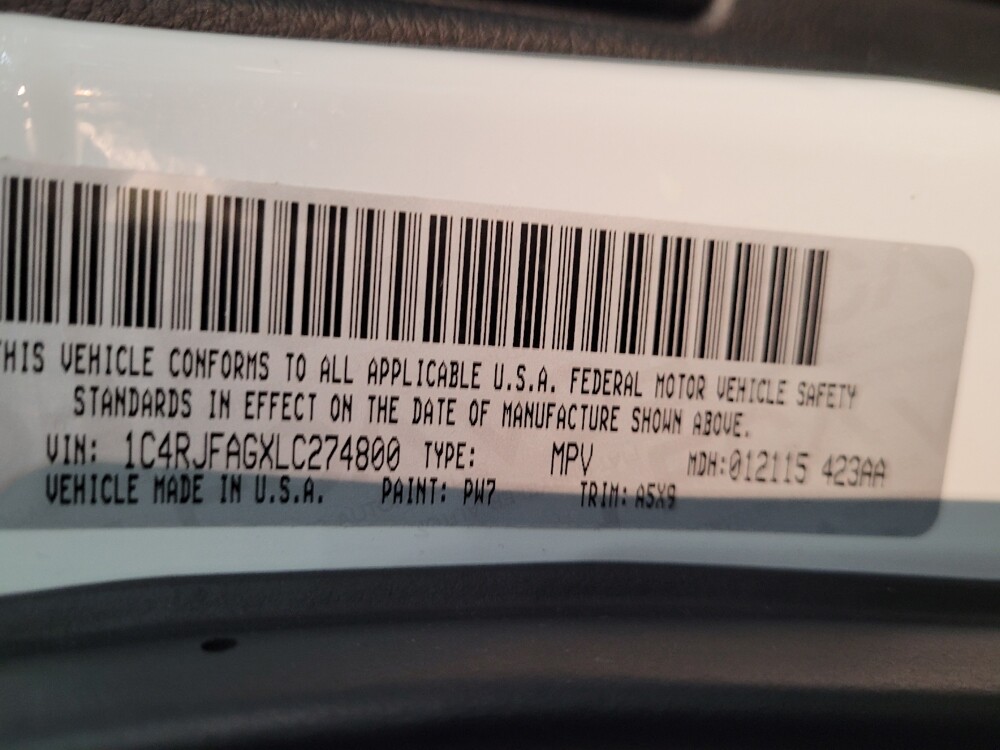 THIS VEHICLE CONFORMS TO ALL APPLICABLE U.S.A. FEDERAL MOTOR VEHICLE SAFETY
STANDARDS IN EFFECT ON THE DATE OF MANUFACTURE SHOWN ABOVE.
VIN: 1C4RJFAGXLC274800 TYPE: MPV MDH:012115 423AA
VEHICLE MADE IN U.S.A. PAINT: PW7 TRIM: A5X9